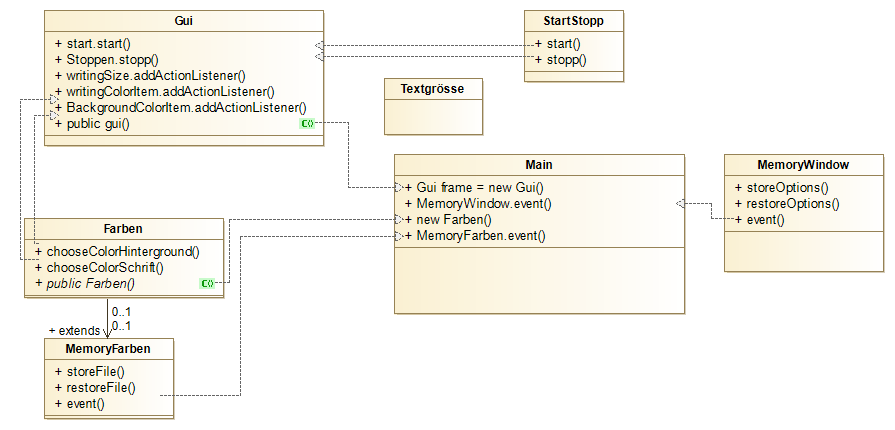 Gui
+ start.start()
+ Stoppen.stopp()
+ writingSize.addActionListener()
+ writingColorItem.addActionListener()
+ BackgroundColorItem.addActionListener()
+ public gui()
C()
StartStopp
+ start()
+ stopp()
Textgrösse
Main
+ Gui frame = new Gui()
+ MemoryWindow.event()
+ new Farben()
+ MemoryFarben.event()
MemoryWindow
+ storeOptions()
+ restoreOptions()
+ event()
Farben
+ chooseColorHinterground()
+ chooseColorSchrift()
+ public Farben()
C()
0..1
0..1
+ extends
MemoryFarben
+ storeFile()
+ restoreFile()
+ event()